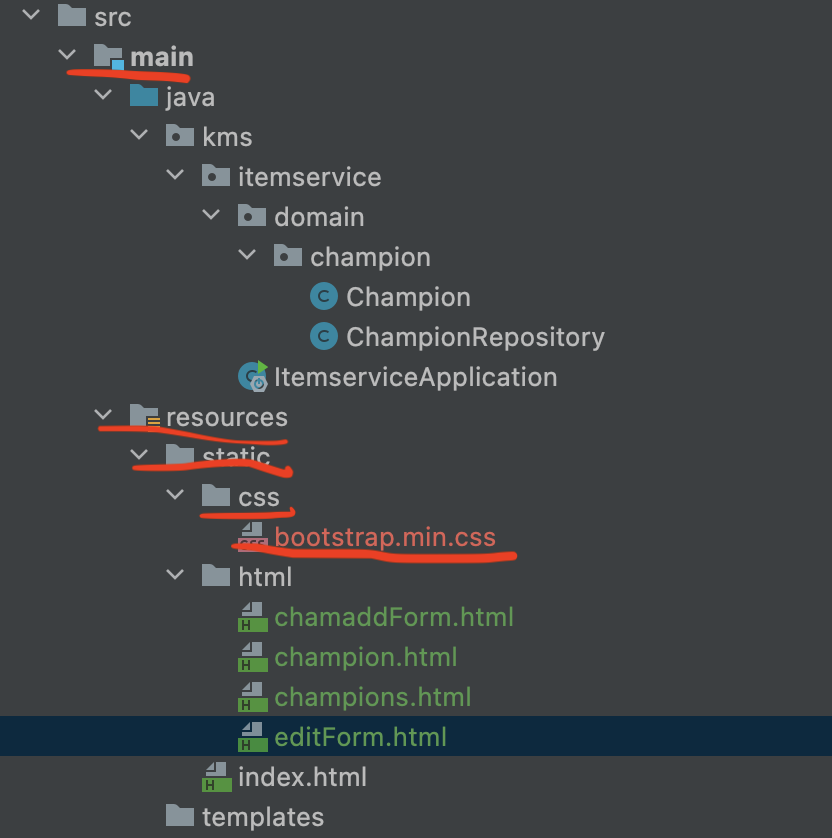 src
main
java
kms
itemservice
domain
champion
C Champion
C ChampionRepository
C ItemserviceApplication
resources
static
css
CSS bootstrap.min.css
html
H chamaddForm.html
H champion.html
H champions.html
H editForm.html
H index.html
templates